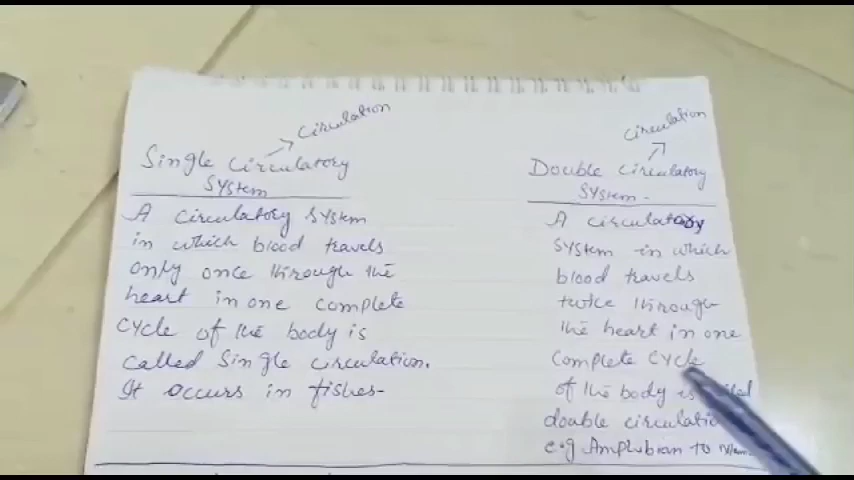 Circulation
Single Circulatory
System
A circulatory system
in which blood travels
only once through the
heart in one complete
cycle of the body is
called Single circulation.
It occurs in fishes-
Circulation
Double Circulatory
System-
A circulatory
system in which
blood travels
twice through
the heart in one
complete cycle
of the body is
double circulation
e.g Amphibian to